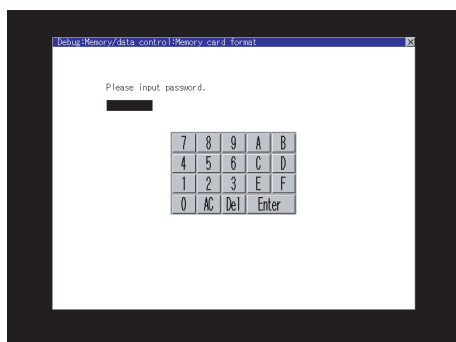 Debug:Memory/data control:Memory card format ×
Please input password.
7 8 9 A B
4 5 6 C D
1 2 3 E F
0 AC Del Enter